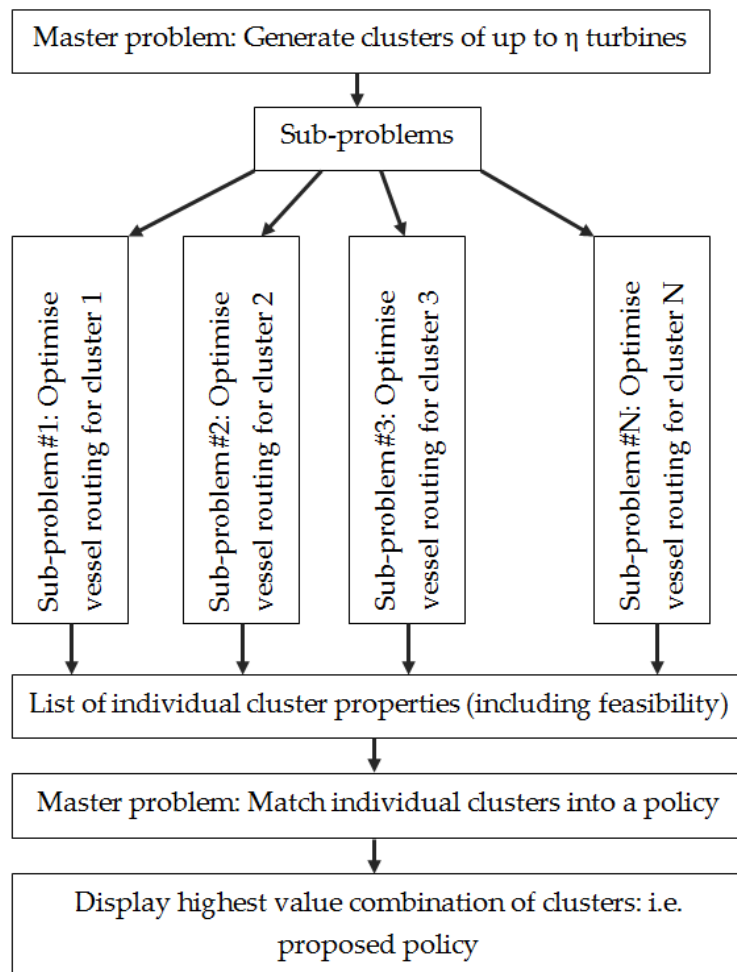 Master problem: Generate clusters of up to η turbines
Sub-problems
Sub-problem#1: Optimise
vessel routing for cluster 1
Sub-problem#2: Optimise
vessel routing for cluster 2
Sub-problem#3: Optimise
vessel routing for cluster 3
Sub-problem#N: Optimise
vessel routing for cluster N
List of individual cluster properties (including feasibility)
Master problem: Match individual clusters into a policy
Display highest value combination of clusters: i.e.
proposed policy